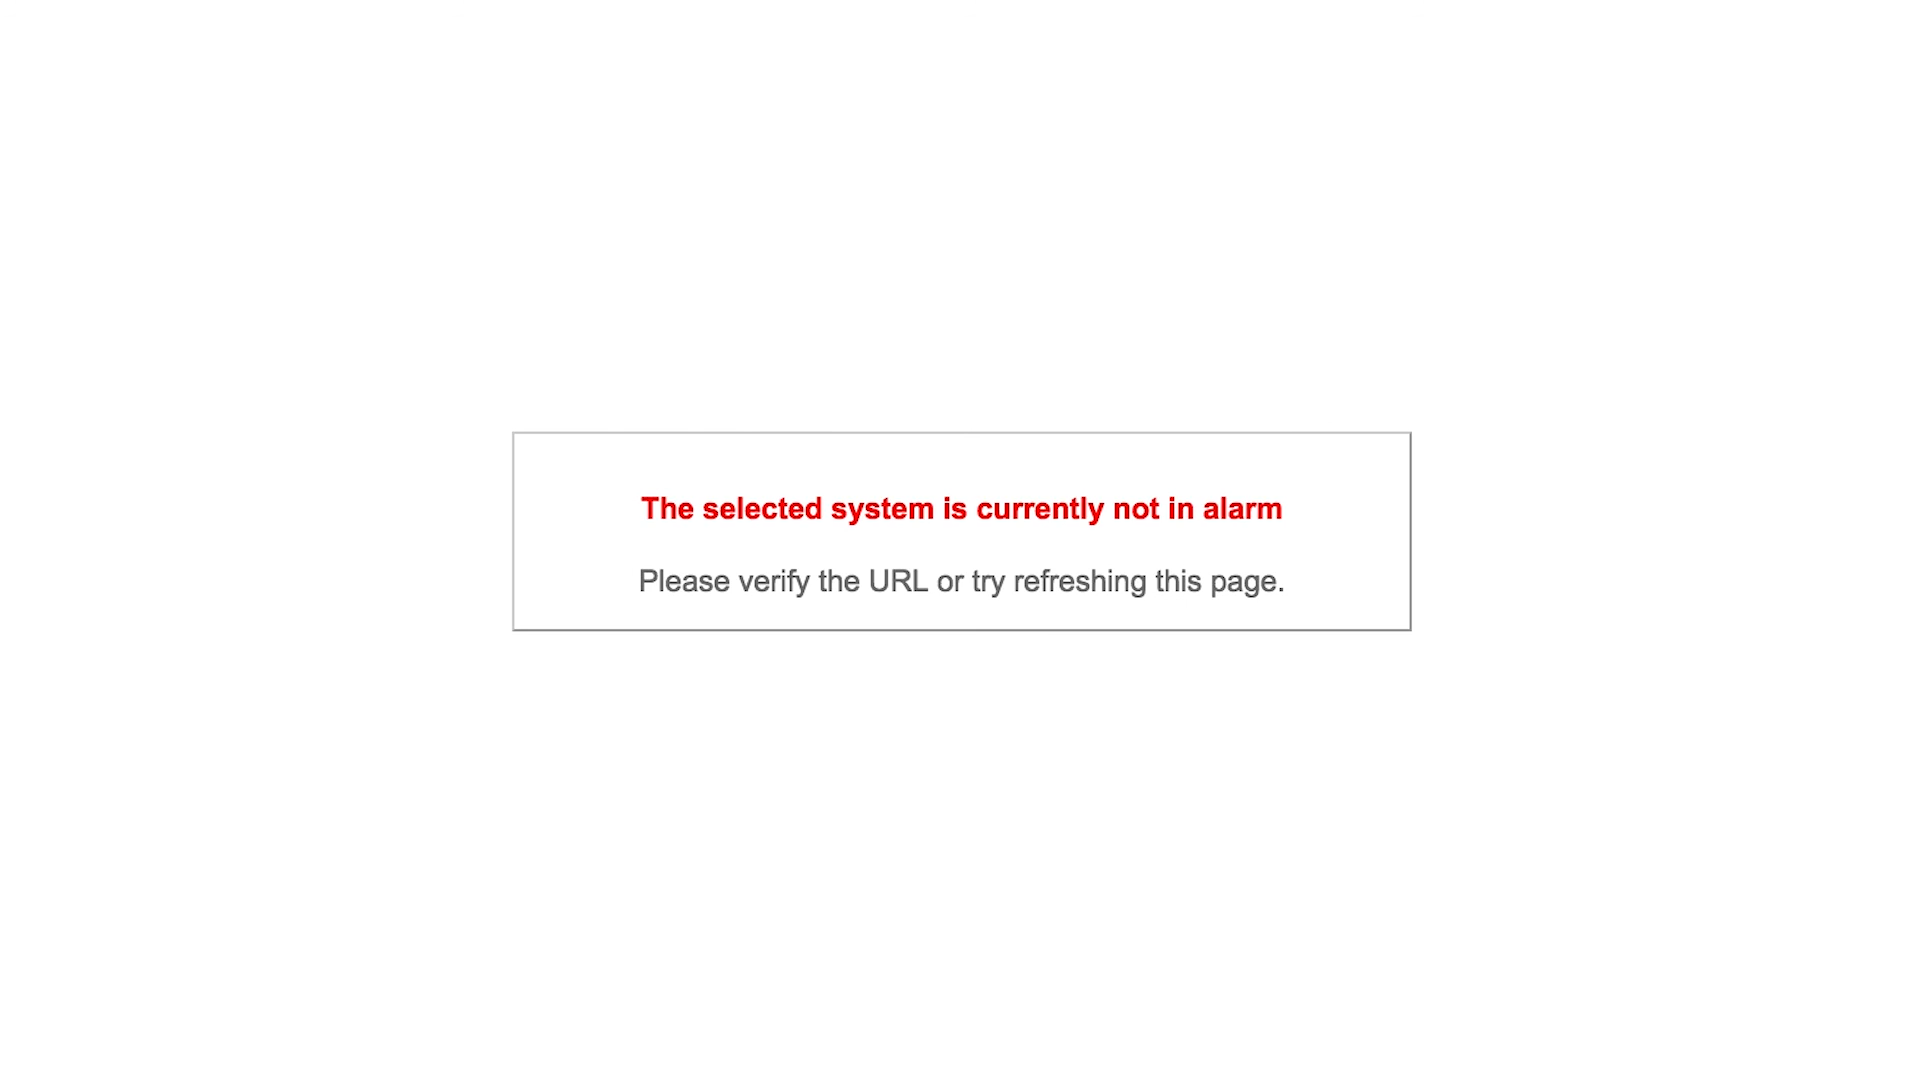 The selected system is currently not in alarm
Please verify the URL or try refreshing this page.